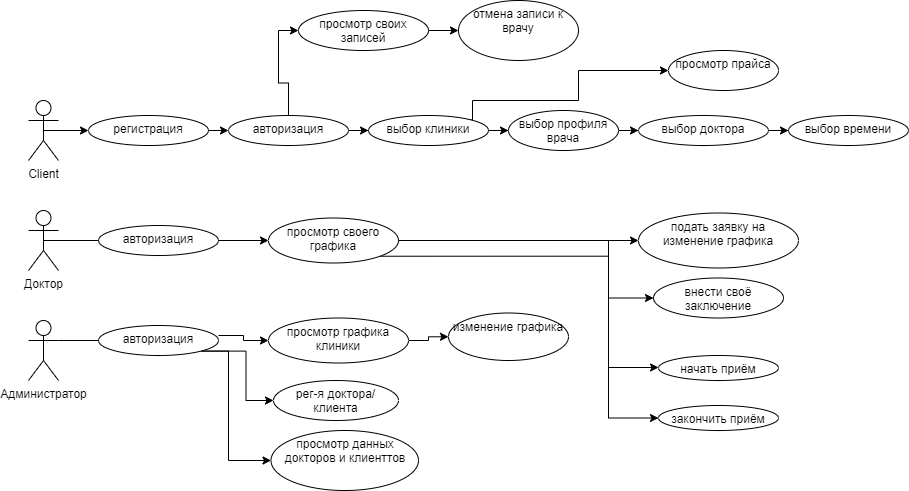 просмотр своих
записей
отмена записи к
врачу
просмотр прайса
регистрация
авторизация
выбор клиники
выбор профиля
врача
выбор доктора
выбор времени
Client
авторизация
просмотр своего
графика
подать заявку на
изменение графика
Доктор
внести своё
заключение
авторизация
просмотр графика
клиники
изменение графика
начать приём
Администратор
рег-я доктора/
клиента
закончить приём
просмотр данных
докторов и клиенттов